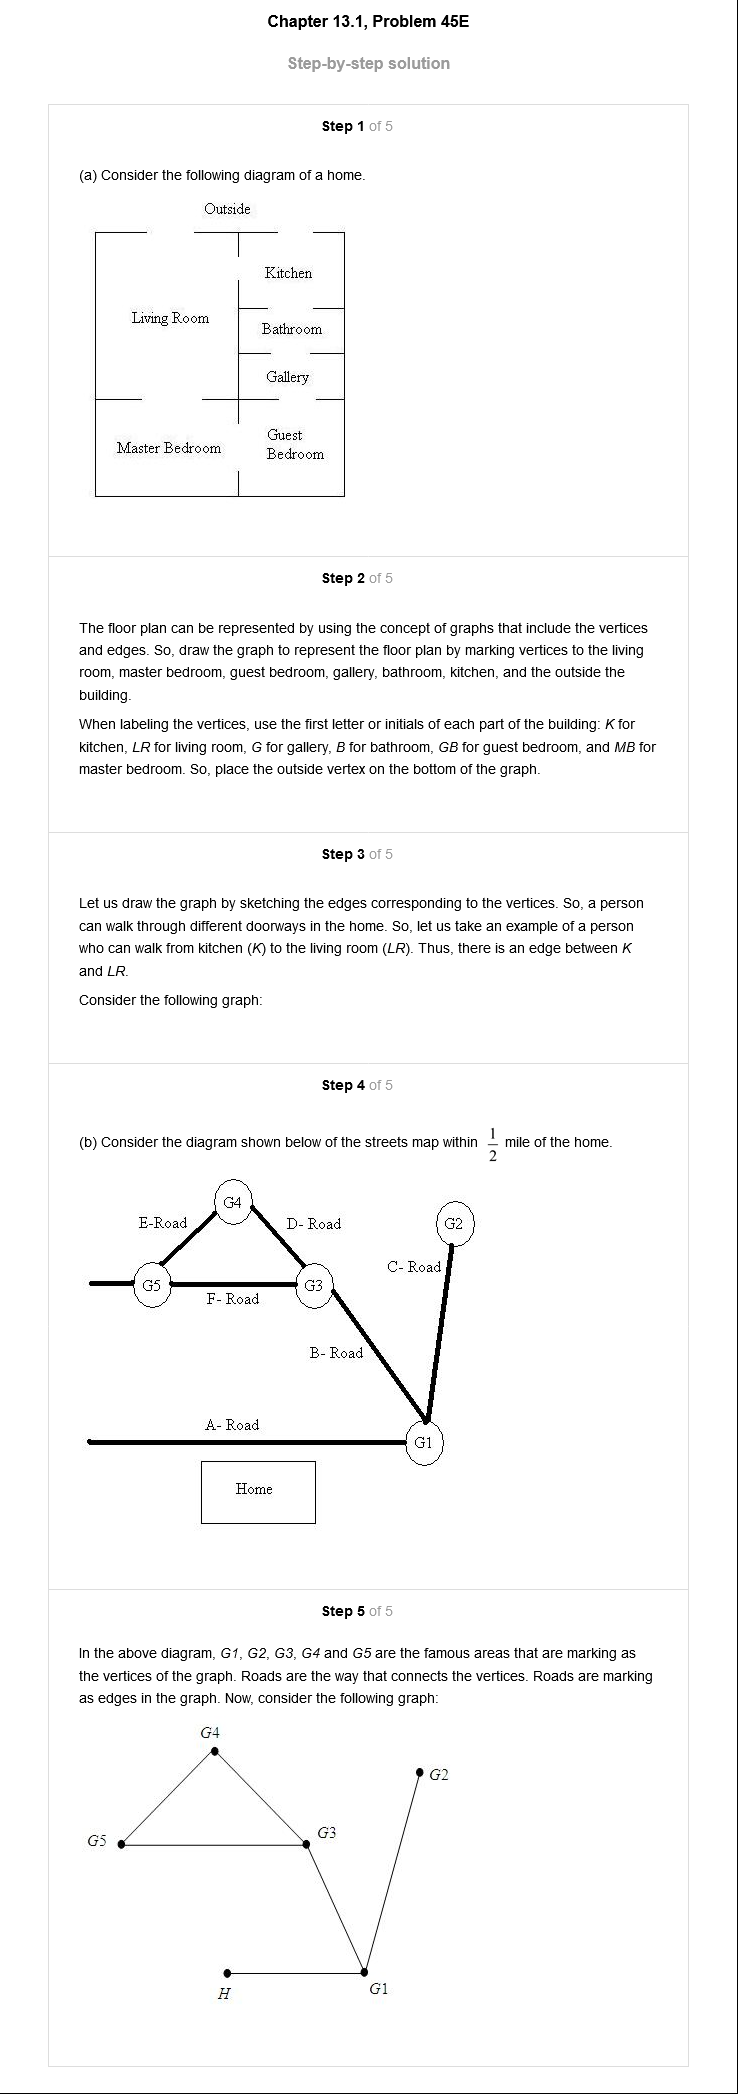 Chapter 13.1, Problem 45E
Step-by-step solution
Step 1 of 5
(a) Consider the following diagram of a home.
Outside
Kitchen
Living Room
Bathroom
Gallery
Guest
Master Bedroom
Bedroom
Step 2 of 5
The floor plan can be represented by using the concept of graphs that include the vertices
and edges. So, draw the graph to represent the floor plan by marking vertices to the living
room, master bedroom, guest bedroom, gallery, bathroom, kitchen, and the outside the
building.
When labeling the vertices, use the first letter or initials of each part of the building: K for
kitchen, LR for living room, G for gallery, B for bathroom, GB for guest bedroom, and MB for
master bedroom. So, place the outside vertex on the bottom of the graph.
Step 3 of 5
Let us draw the graph by sketching the edges corresponding to the vertices. So, a person
can walk through different doorways in the home. So, let us take an example of a person
who can walk from kitchen (K) to the living room (LR). Thus, there is an edge between K
and LR.
Consider the following graph:
Step 4 of 5
(b) Consider the diagram shown below of the streets map within 1/2 mile of the home.
G4
E-Road
D- Road
G2
C- Road
G5
G3
F- Road
B- Road
A- Road
G1
Home
Step 5 of 5
In the above diagram, G1, G2, G3, G4 and G5 are the famous areas that are marking as
the vertices of the graph. Roads are the way that connects the vertices. Roads are marking
as edges in the graph. Now, consider the following graph:
G4
G2
G3
G5
G1
H